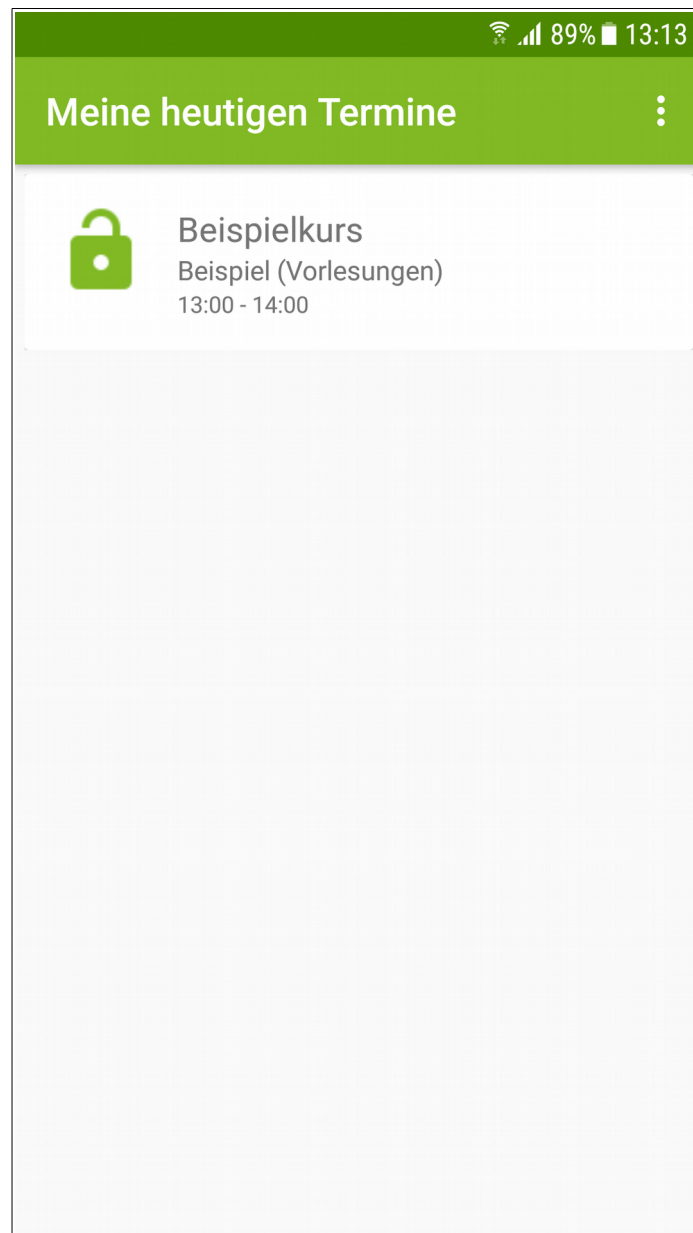 89% 13:13
Meine heutigen Termine
Beispielkurs
Beispiel (Vorlesungen)
13:00 - 14:00